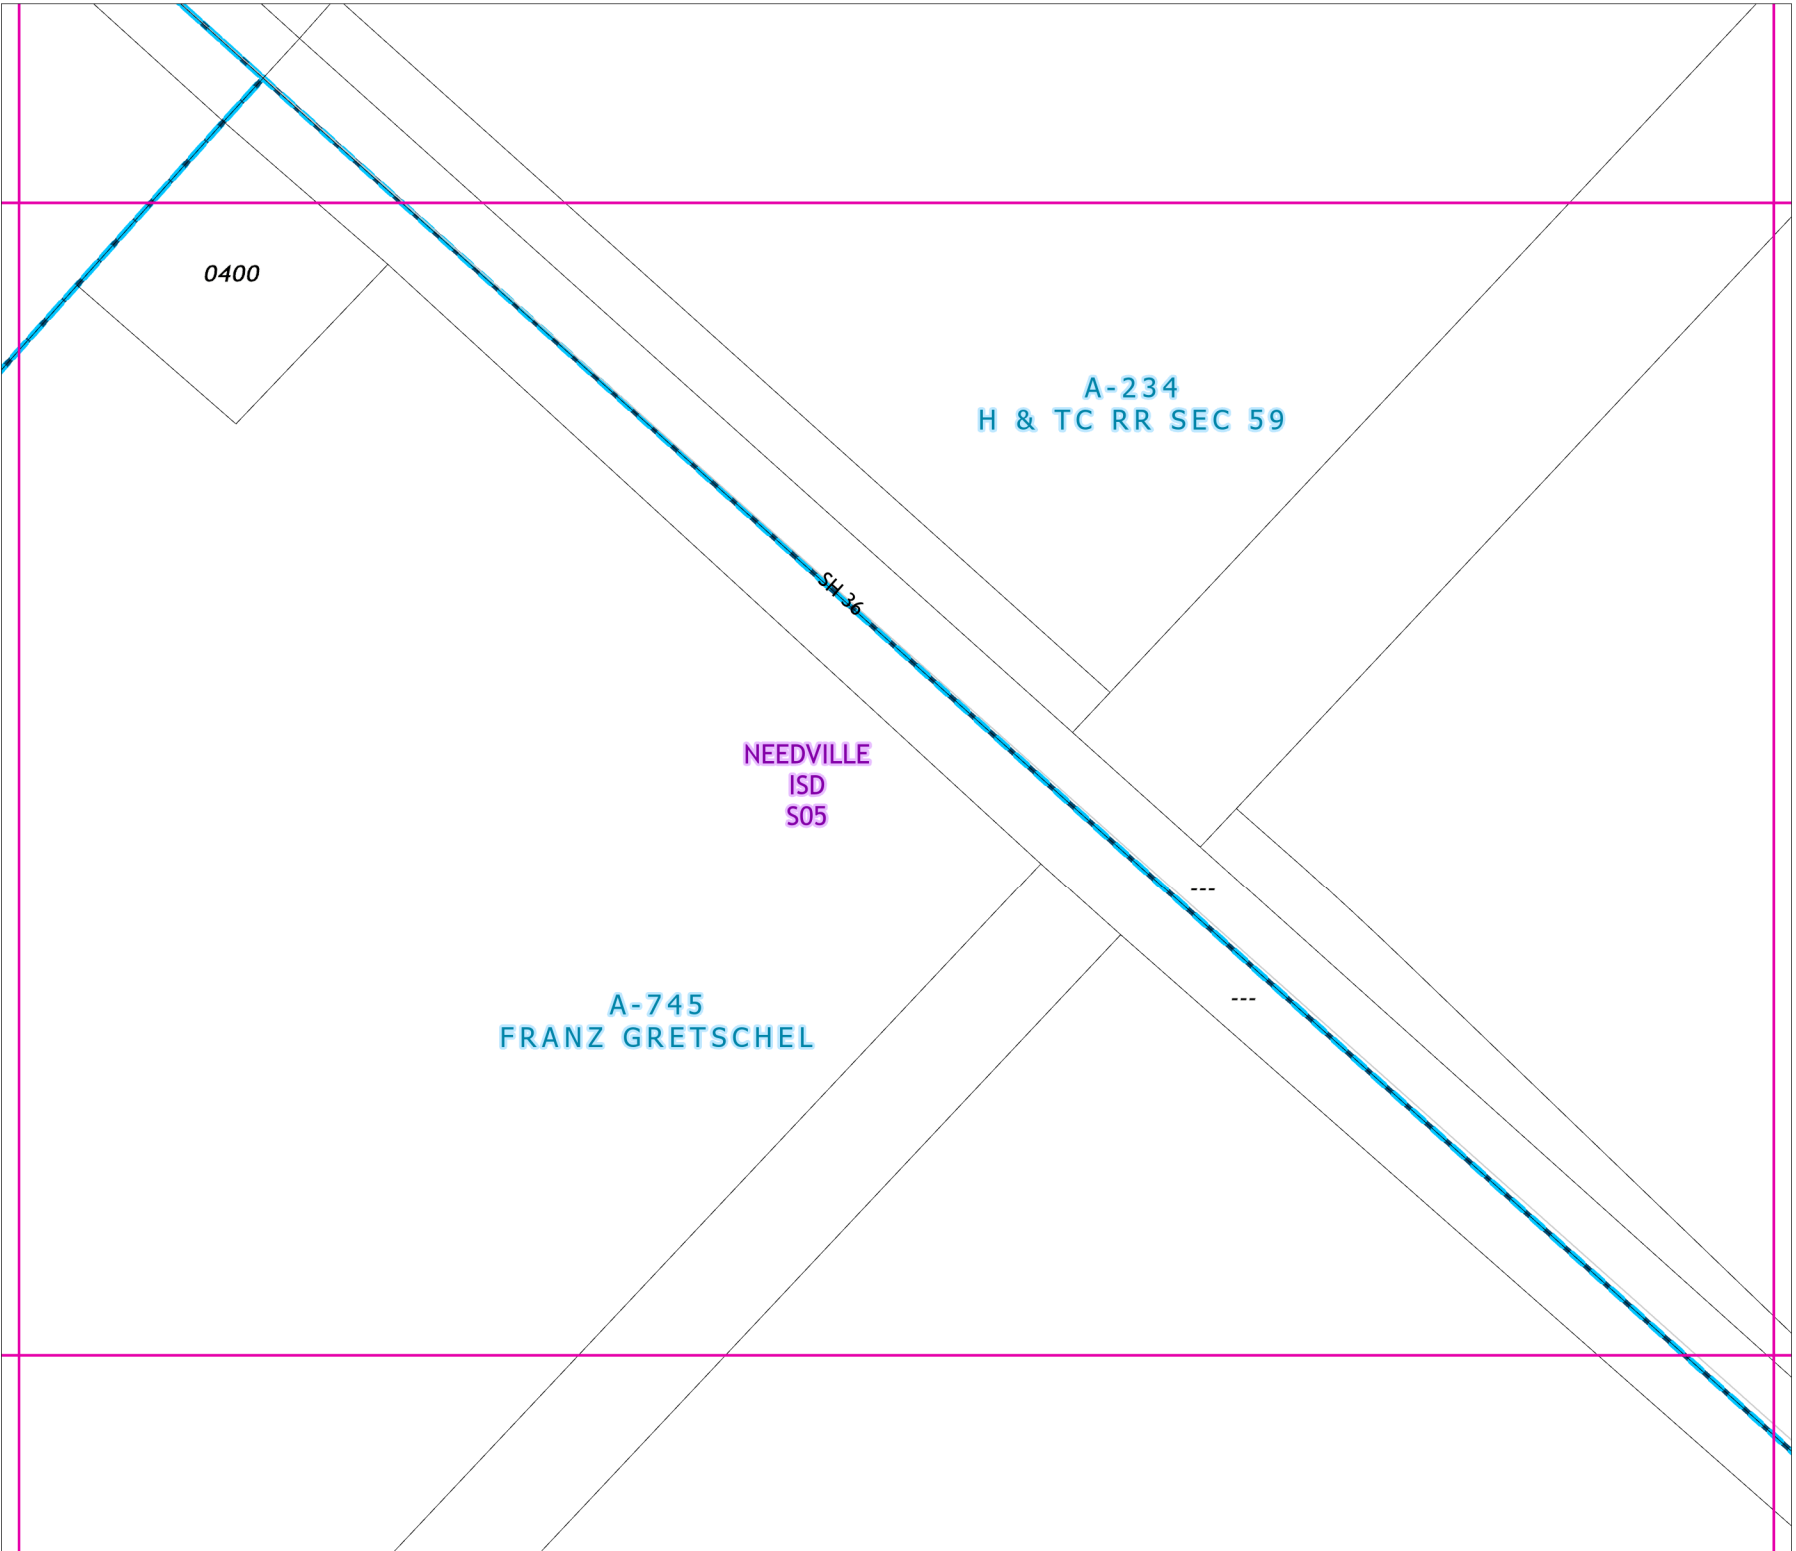 0400
A-234
H & TC RR SEC 59
SH 36
NEEDVILLE
ISD
S05
---
---
A-745
FRANZ GRETSCHEL